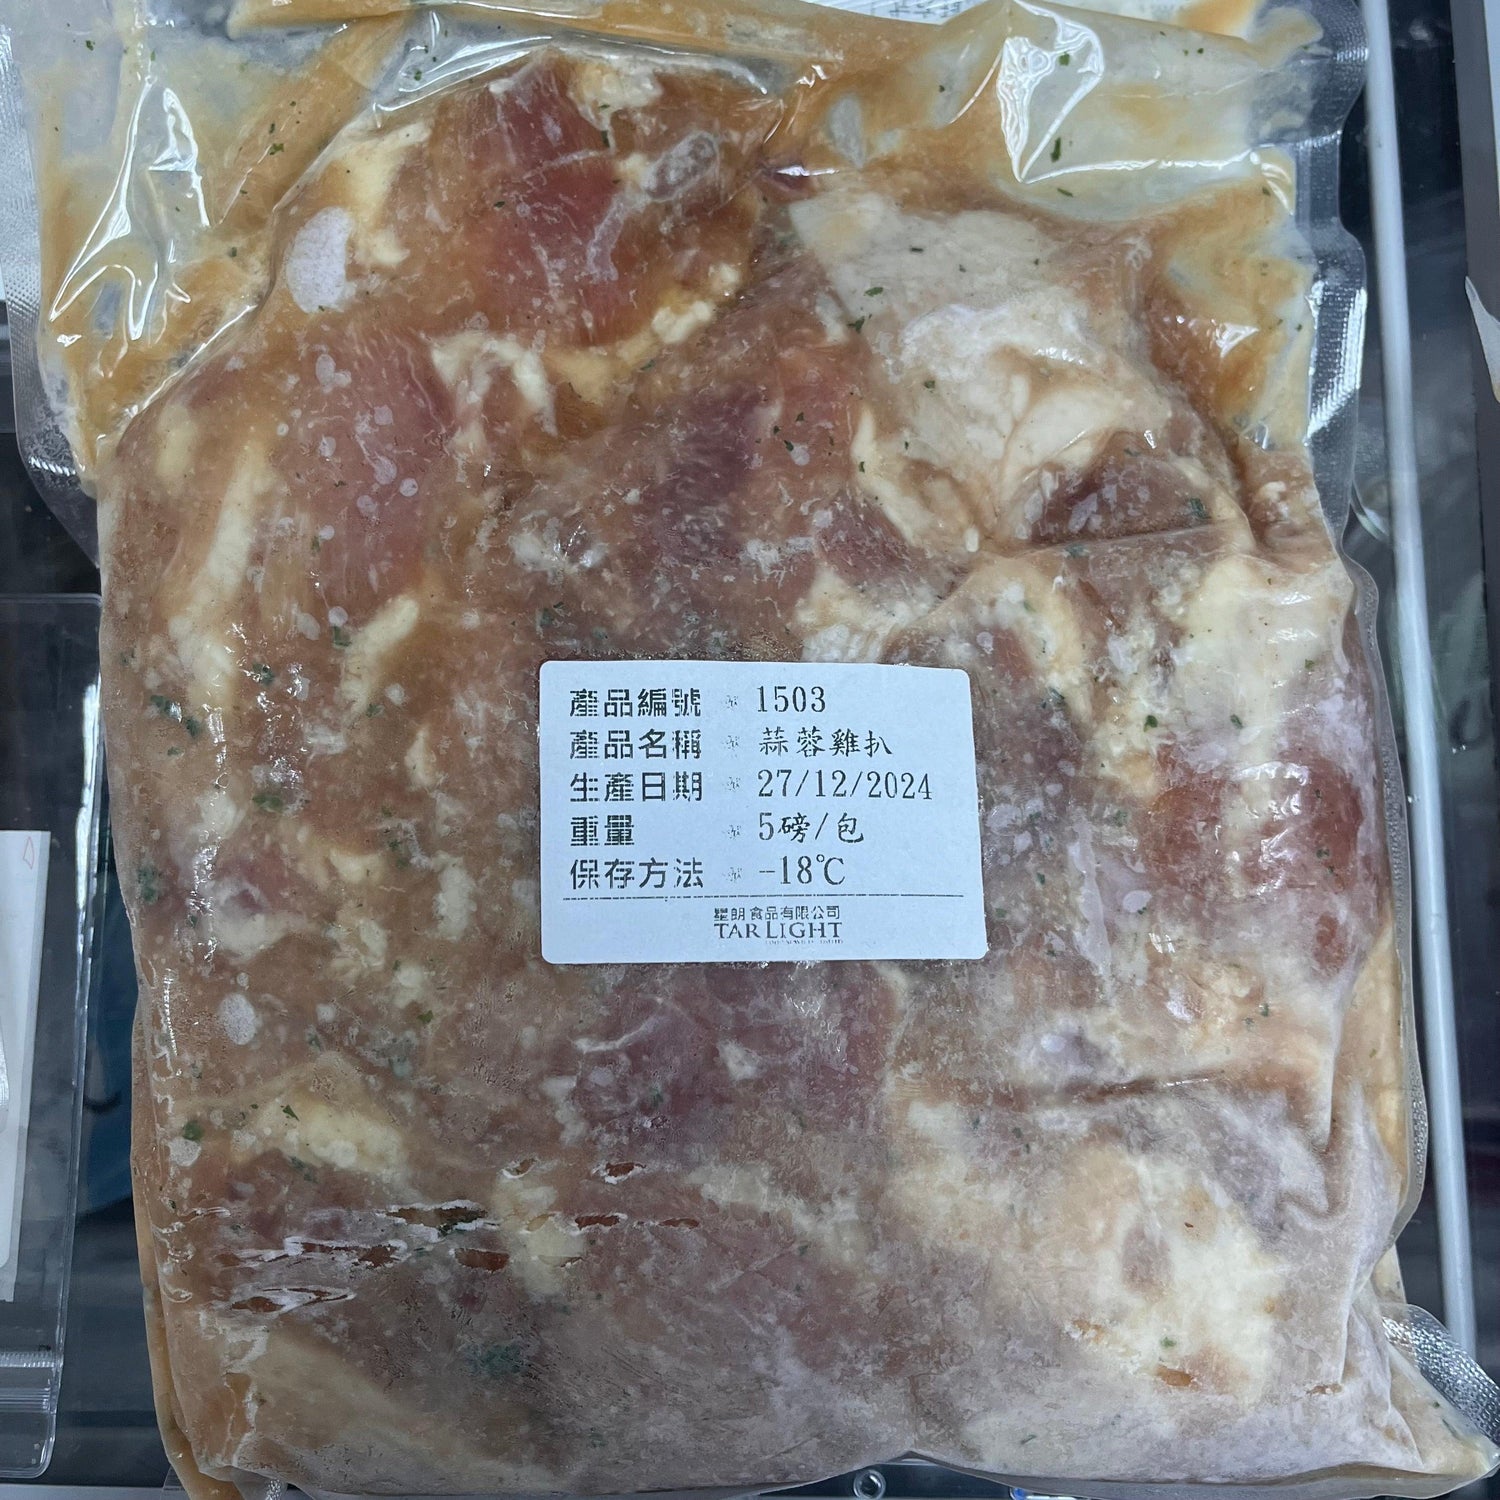 產品編號 : 1503
產品名稱 : 蒜蓉雞扒
生產日期 : 27/12/2024
重量 : 5磅/包
保存方法 : -18℃
星朗食品有限公司
TAR LIGHT